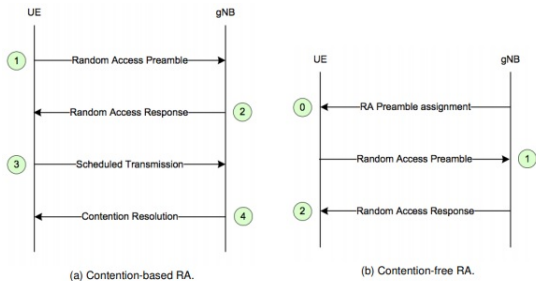 UE gNB
1 Random Access Preamble
Random Access Response 2
3 Scheduled Transmission
Contention Resolution 4
(a) Contention-based RA.
UE gNB
0 RA Preamble assignment
Random Access Preamble 1
2 Random Access Response
(b) Contention-free RA.